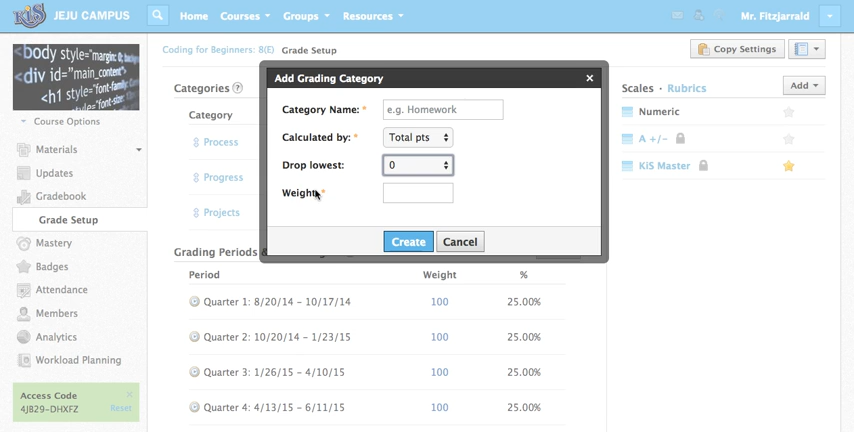 KIS JEJU CAMPUS
Home Courses Groups Resources
Mr. Fitzjarrald
<body style="margin: 0;
<div id="main_content">
<h1 style="font-
Course Options
Materials
Updates
Gradebook
Grade Setup
Mastery
Badges
Attendance
Members
Analytics
Workload Planning
Access Code ×
4JB29-DHXFZ Reset
Coding for Beginners: B(E) Grade Setup
Copy Settings
Categories ?
Category
Process
Progress
Projects
Add Grading Category ×
Category Name: * e.g. Homework
Calculated by: * Total pts
Drop lowest: 0
Weight: *
Create Cancel
Grading Periods &
Period Weight %
Quarter 1: 8/20/14 - 10/17/14 100 25.00%
Quarter 2: 10/20/14 - 1/23/15 100 25.00%
Quarter 3: 1/26/15 - 4/10/15 100 25.00%
Quarter 4: 4/13/15 - 6/11/15 100 25.00%
Scales · Rubrics Add
Numeric
A +/-
KiS Master